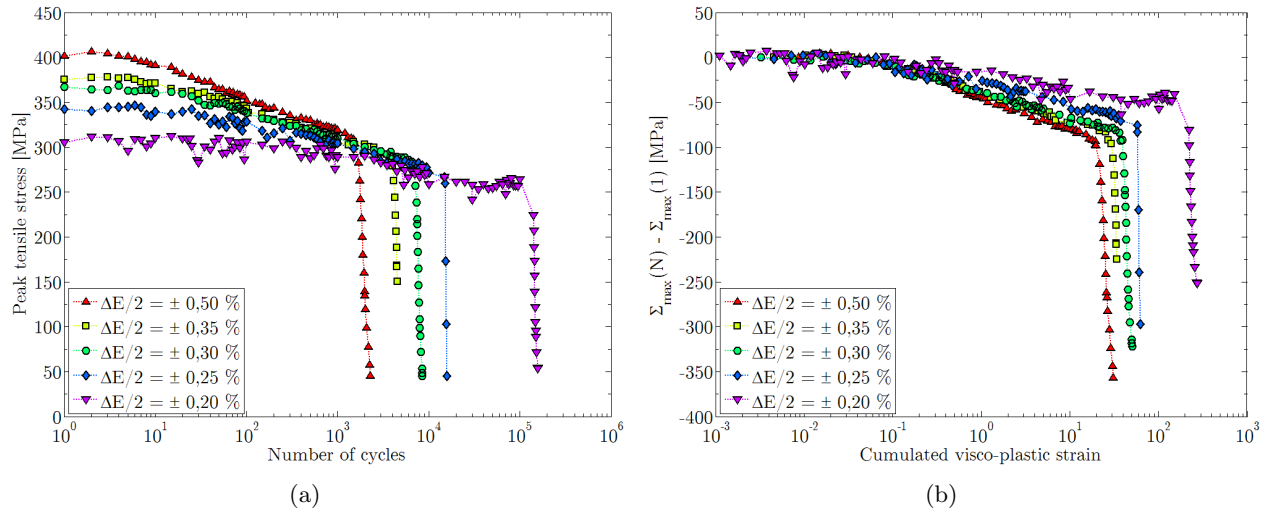 Peak tensile stress [MPa]
450
400
350
300
250
200
150
100
50
0
10^0
10^1
10^2
10^3
10^4
10^5
10^6
Number of cycles
ΔE/2 = ± 0,50 %
ΔE/2 = ± 0,35 %
ΔE/2 = ± 0,30 %
ΔE/2 = ± 0,25 %
ΔE/2 = ± 0,20 %
(a)
Σmax(N) - Σmax(1) [MPa]
50
0
-50
-100
-150
-200
-250
-300
-350
-400
10^-3
10^-2
10^-1
10^0
10^1
10^2
10^3
Cumulated visco-plastic strain
ΔE/2 = ± 0,50 %
ΔE/2 = ± 0,35 %
ΔE/2 = ± 0,30 %
ΔE/2 = ± 0,25 %
ΔE/2 = ± 0,20 %
(b)